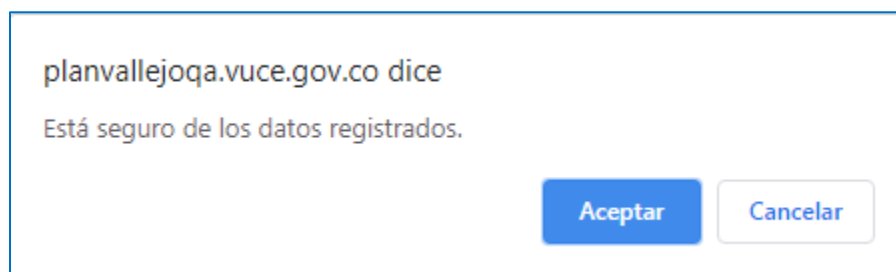 planvallejoqa.vuce.gov.co dice
Está seguro de los datos registrados.
Aceptar Cancelar